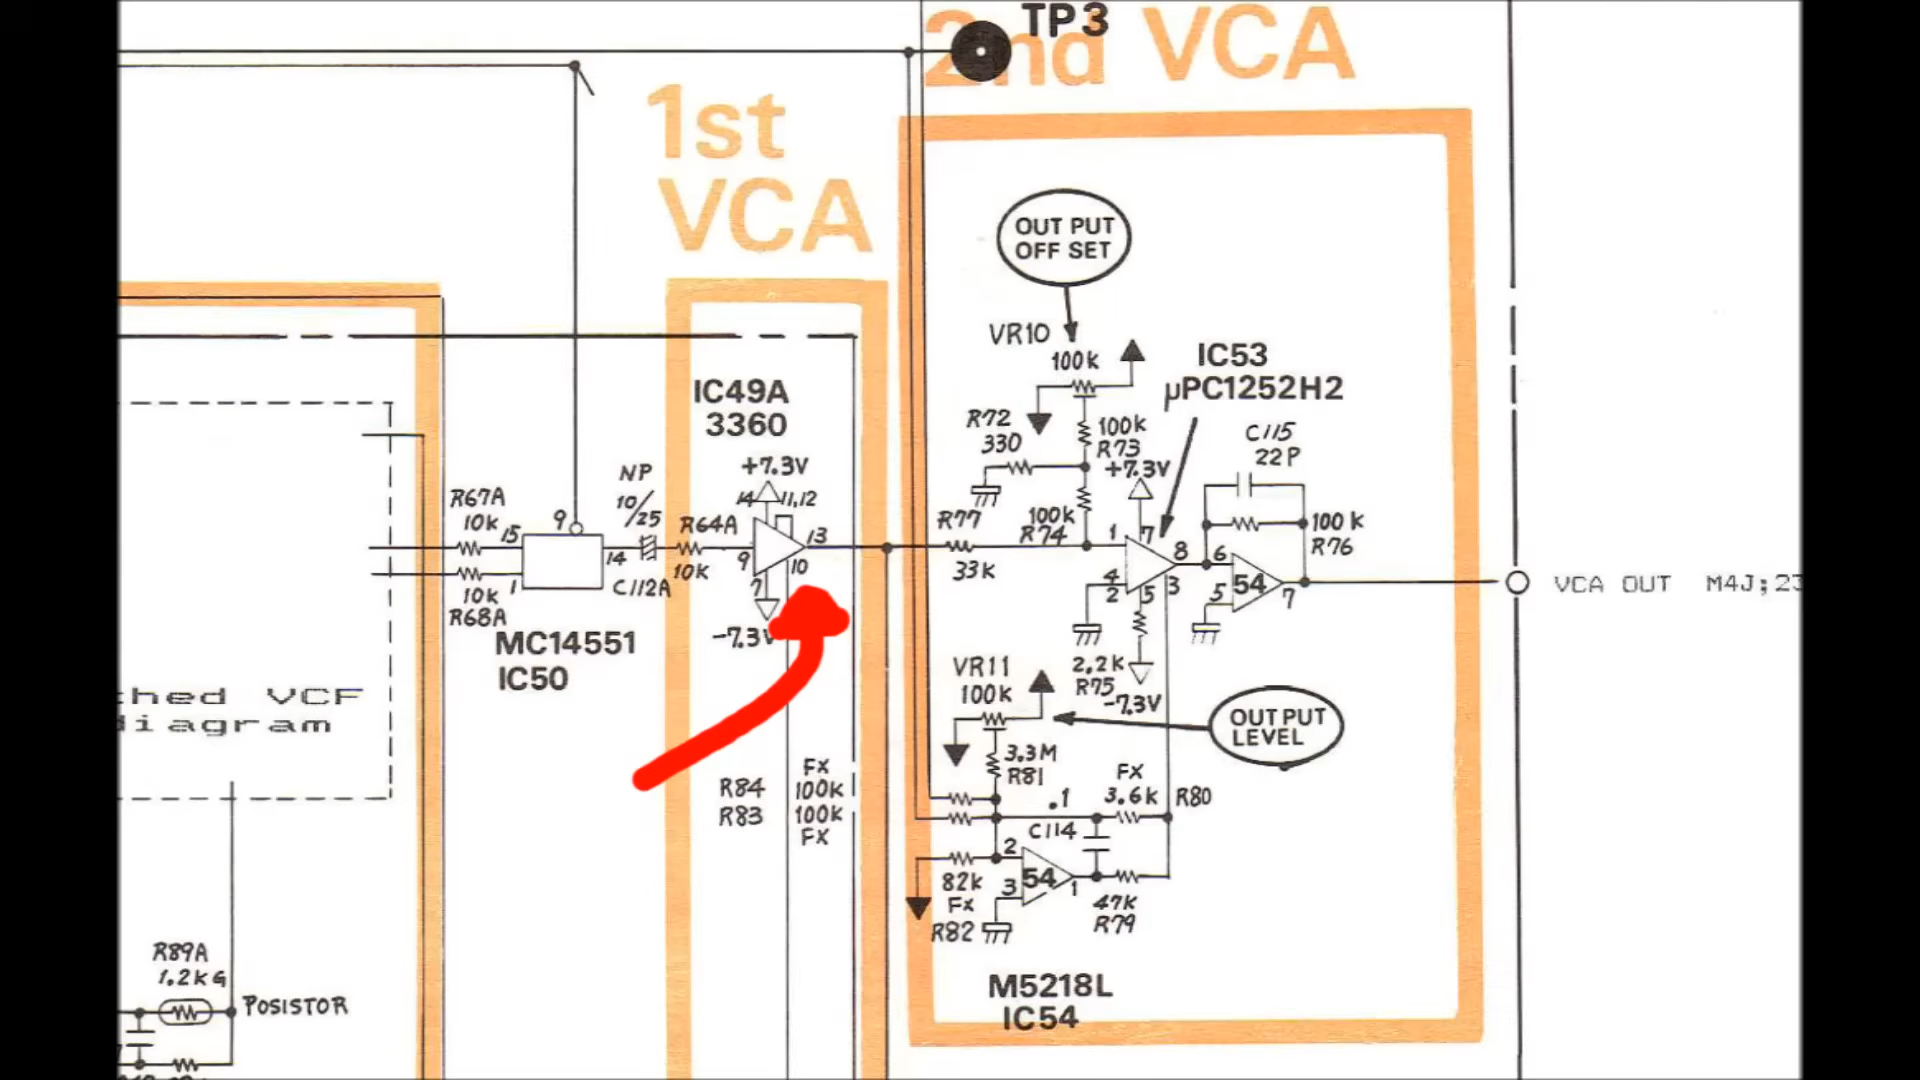 TP3
2nd VCA
1st
VCA
OUT PUT
OFF SET
VR10
100k
IC53
µPC1252H2
IC49A
3360
R72
330
100k
R73
C115
22P
+7.3V
+7.3V
NP
10/25
14
11,12
R67A
10k
15
9
R64A
10k
13
R77
33k
100k
R74
1
7
8
6
100k
R76
14
9
10
7
C112A
10k
R68A
1
4
2
5
3
5
54
7
VCA OUT M4J;23
MC14551
IC50
-7.3V
2.2k
R75
-7.3V
VR11
100k
OUT PUT
LEVEL
ched VCF
diagram
3.3M
R81
FX
R84 100k
R83 100k
FX
.1
C114
FX
3.6k
R80
2
3
54
1
82k
FX
R82
47K
R79
R89A
1.2k G
POSISTOR
M5218L
IC54